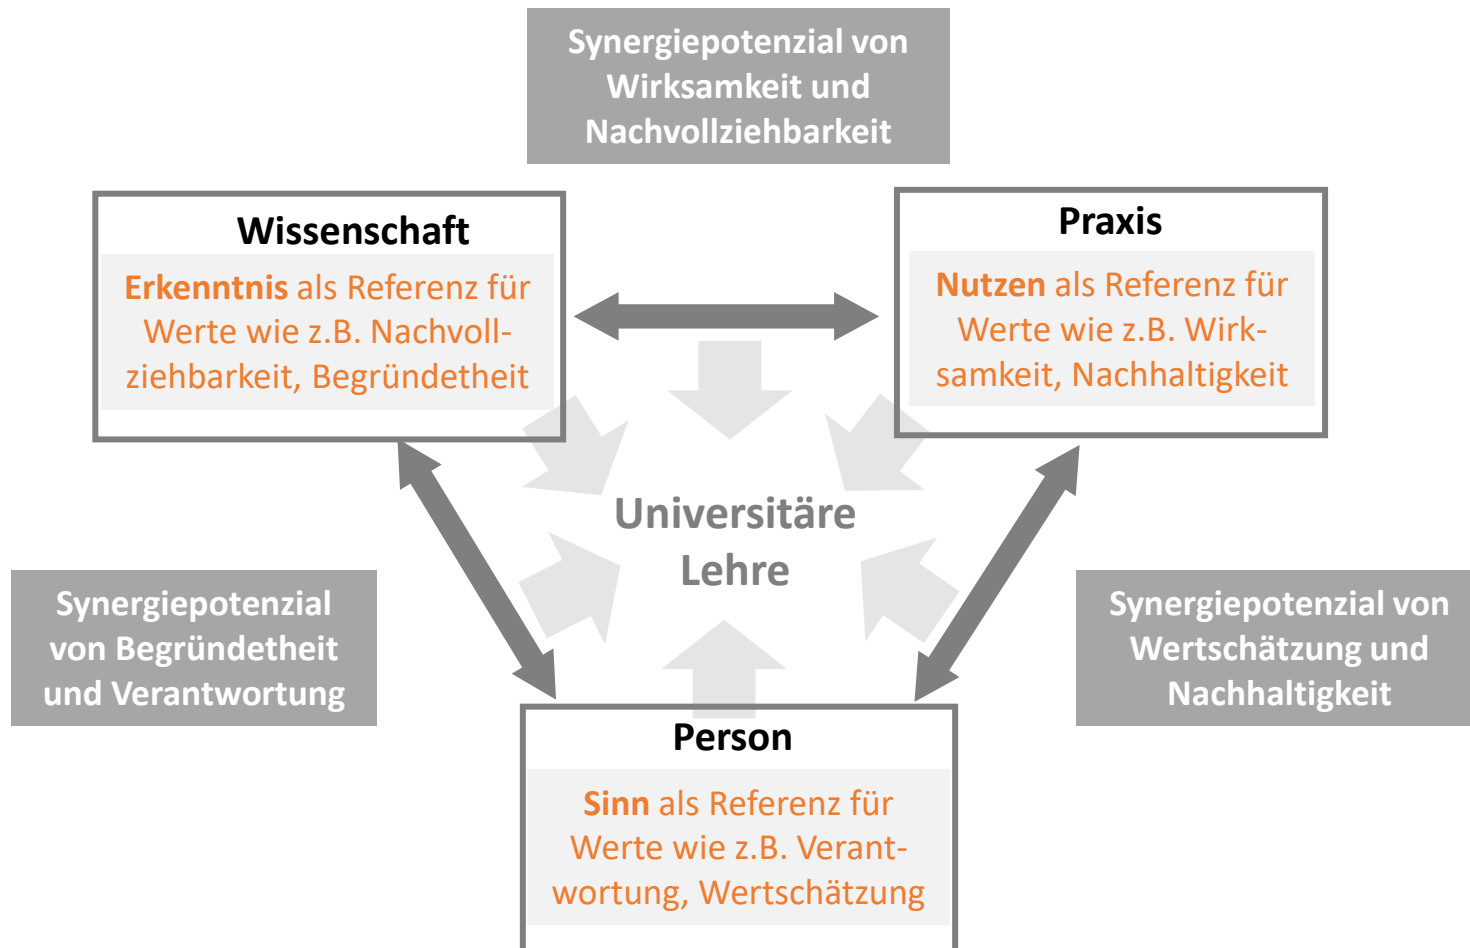 Synergiepotenzial von
Wirksamkeit und
Nachvollziehbarkeit
Wissenschaft
Erkenntnis als Referenz für
Werte wie z.B. Nachvoll-
ziehbarkeit, Begründetheit
Praxis
Nutzen als Referenz für
Werte wie z.B. Wirk-
samkeit, Nachhaltigkeit
Universitäre
Lehre
Synergiepotenzial
von Begründetheit
und Verantwortung
Synergiepotenzial von
Wertschätzung und
Nachhaltigkeit
Person
Sinn als Referenz für
Werte wie z.B. Verant-
wortung, Wertschätzung